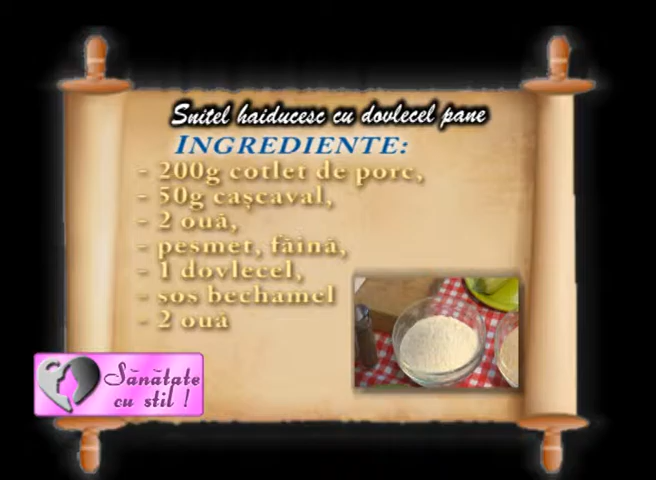 Snitel haiducesc cu dovlecel pane
INGREDIENTE:
- 200g cotlet de porc,
- 50g cașcaval,
- 2 ouă,
- pesmet, făină,
- 1 dovlecel,
- sos bechamel
- 2 ouă
Sănătate
cu stil !